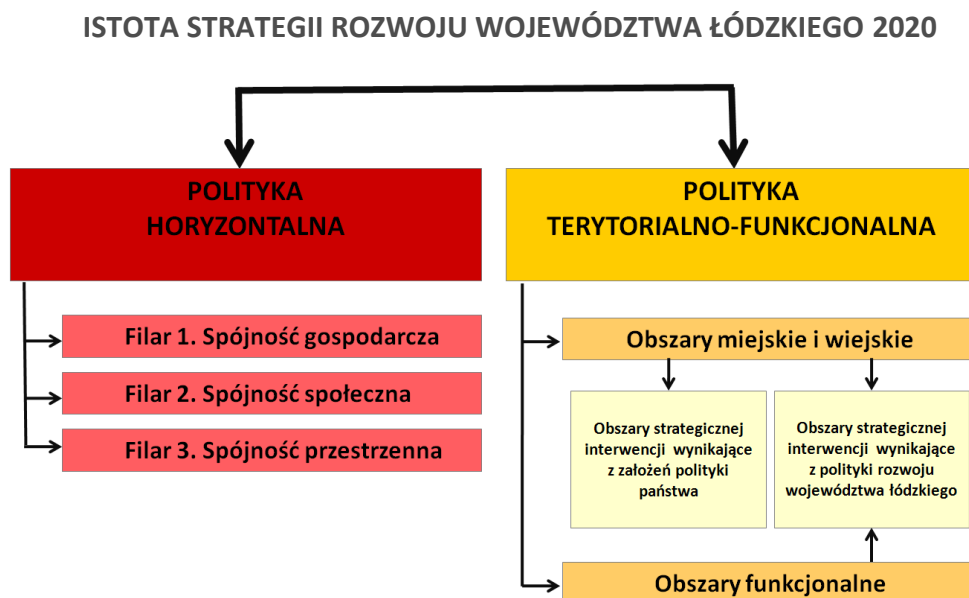 ISTOTA STRATEGII ROZWOJU WOJEWÓDZTWA ŁÓDZKIEGO 2020
POLITYKA
HORYZONTALNA
Filar 1. Spójność gospodarcza
Filar 2. Spójność społeczna
Filar 3. Spójność przestrzenna
POLITYKA
TERYTORIALNO-FUNKCJONALNA
Obszary miejskie i wiejskie
Obszary strategicznej
interwencji wynikające
z założeń polityki
państwa
Obszary strategicznej
interwencji wynikające
z polityki rozwoju
województwa łódzkiego
Obszary funkcjonalne